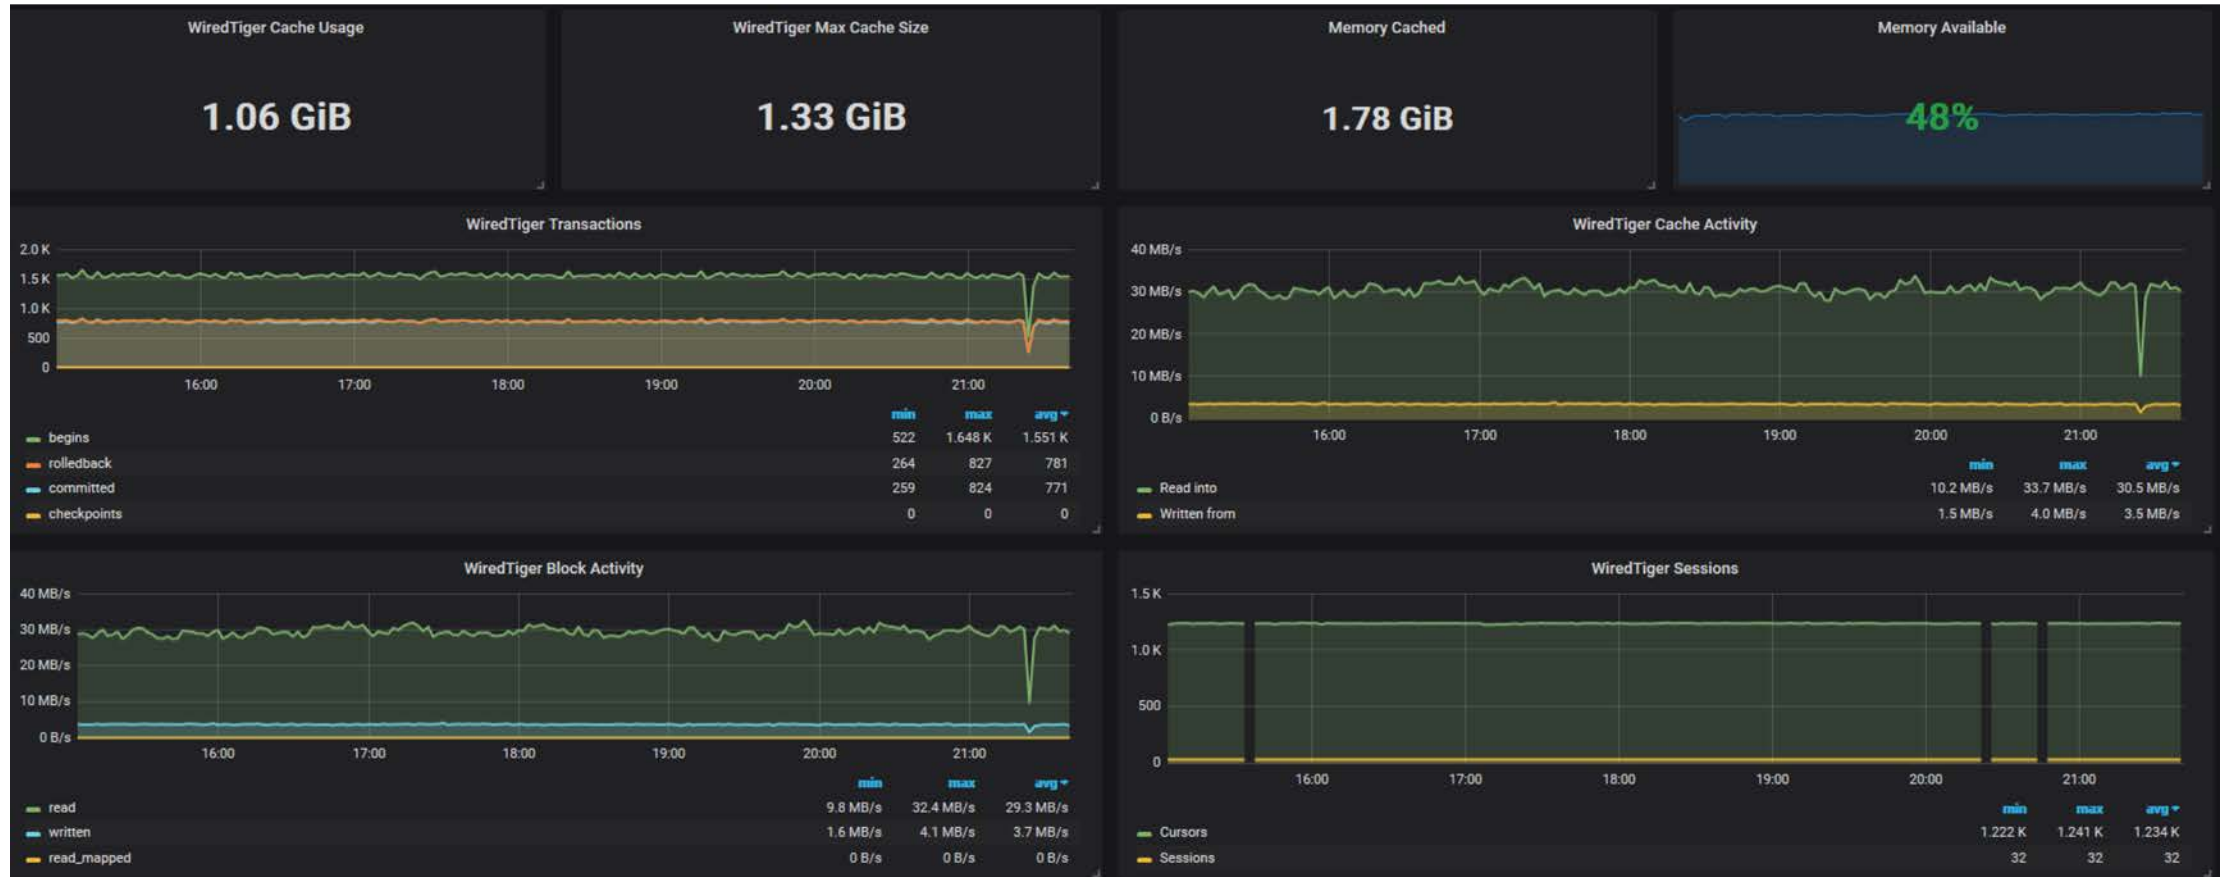 WiredTiger Cache Usage
1.06 GiB
WiredTiger Max Cache Size
1.33 GiB
Memory Cached
1.78 GiB
Memory Available
48%
WiredTiger Transactions
2.0 K
1.5 K
1.0 K
500
0
16:00 17:00 18:00 19:00 20:00 21:00
min max avg
begins 522 1.648 K 1.551 K
rolledback 264 827 781
committed 259 824 771
checkpoints 0 0 0
WiredTiger Cache Activity
40 MB/s
30 MB/s
20 MB/s
10 MB/s
0 B/s
16:00 17:00 18:00 19:00 20:00 21:00
min max avg
Read into 10.2 MB/s 33.7 MB/s 30.5 MB/s
Written from 1.5 MB/s 4.0 MB/s 3.5 MB/s
WiredTiger Block Activity
40 MB/s
30 MB/s
20 MB/s
10 MB/s
0 B/s
16:00 17:00 18:00 19:00 20:00 21:00
min max avg
read 9.8 MB/s 32.4 MB/s 29.3 MB/s
written 1.6 MB/s 4.1 MB/s 3.7 MB/s
read_mapped 0 B/s 0 B/s 0 B/s
WiredTiger Sessions
1.5 K
1.0 K
500
0
16:00 17:00 18:00 19:00 20:00 21:00
min max avg
Cursors 1.222 K 1.241 K 1.234 K
Sessions 32 32 32